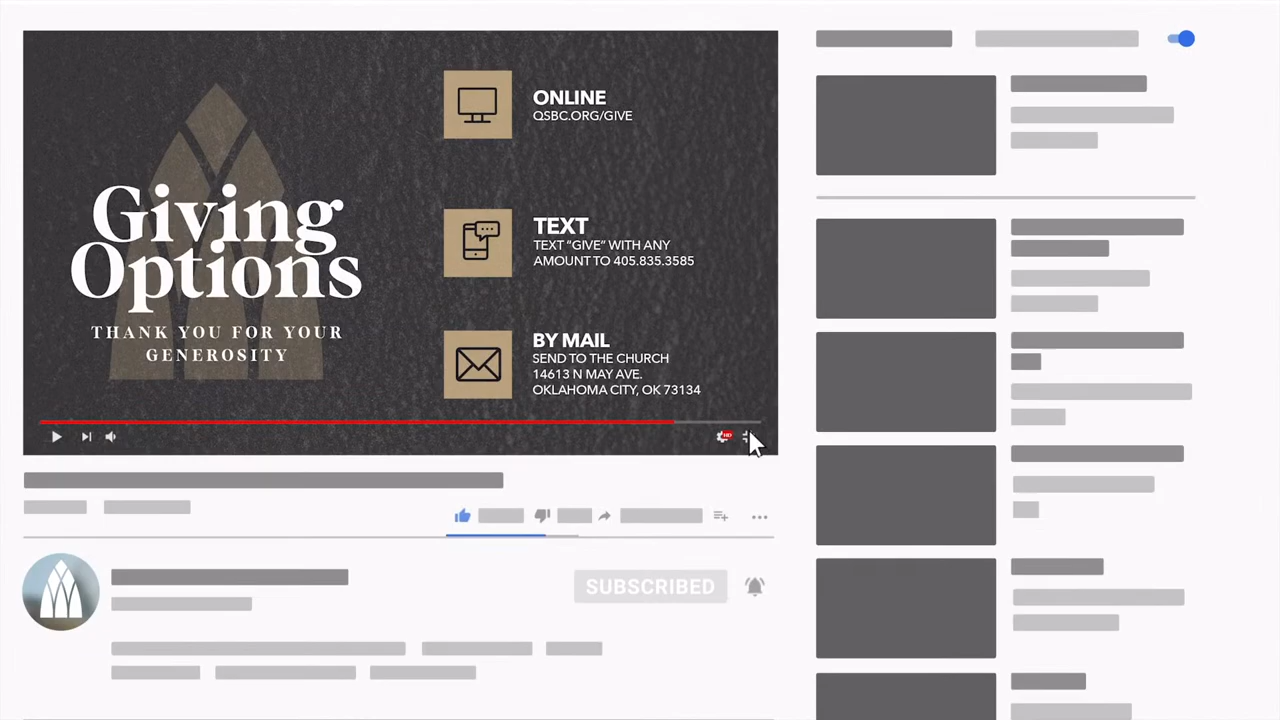 Giving
Options
THANK YOU FOR YOUR
GENEROSITY
ONLINE
QSBC.ORG/GIVE
TEXT
TEXT “GIVE” WITH ANY
AMOUNT TO 405.835.3585
BY MAIL
SEND TO THE CHURCH
14613 N MAY AVE.
OKLAHOMA CITY, OK 73134
HD
SUBSCRIBED